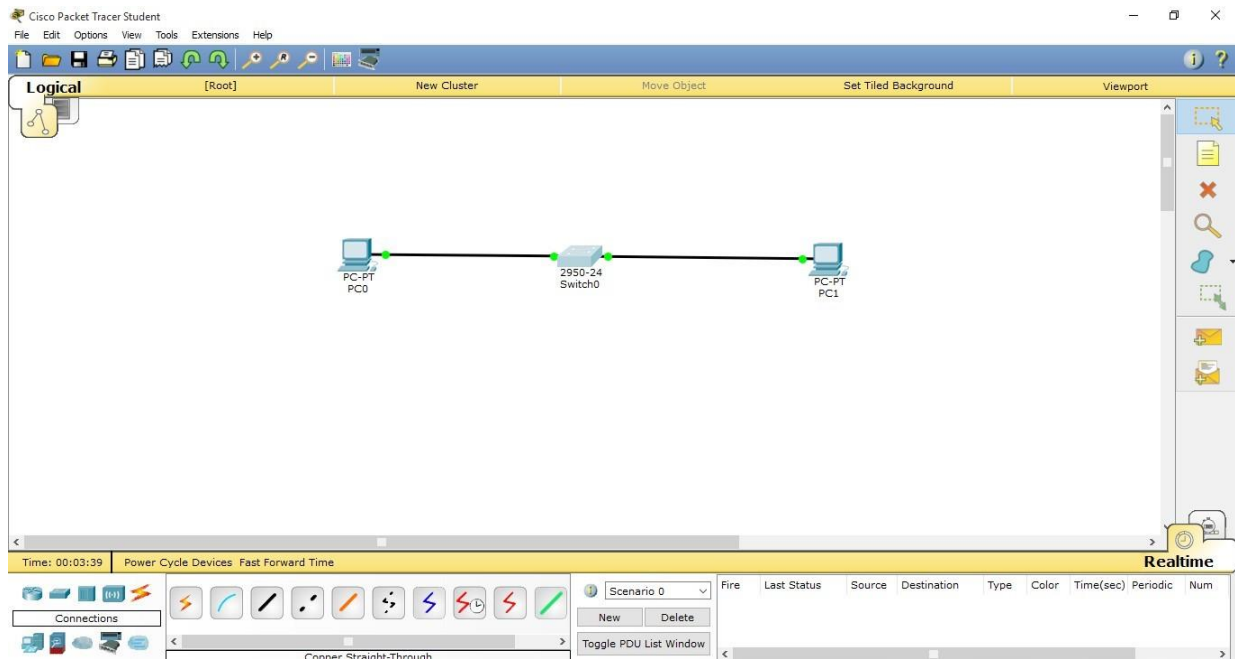 Cisco Packet Tracer Student
File Edit Options View Tools Extensions Help
Logical [Root] New Cluster Move Object Set Tiled Background Viewport
PC-PT
PC0
2950-24
Switch0
PC-PT
PC1
Time: 00:03:39 Power Cycle Devices Fast Forward Time Realtime
Connections
Copper Straight-Through
Scenario 0
New Delete
Toggle PDU List Window
Fire Last Status Source Destination Type Color Time(sec) Periodic Num